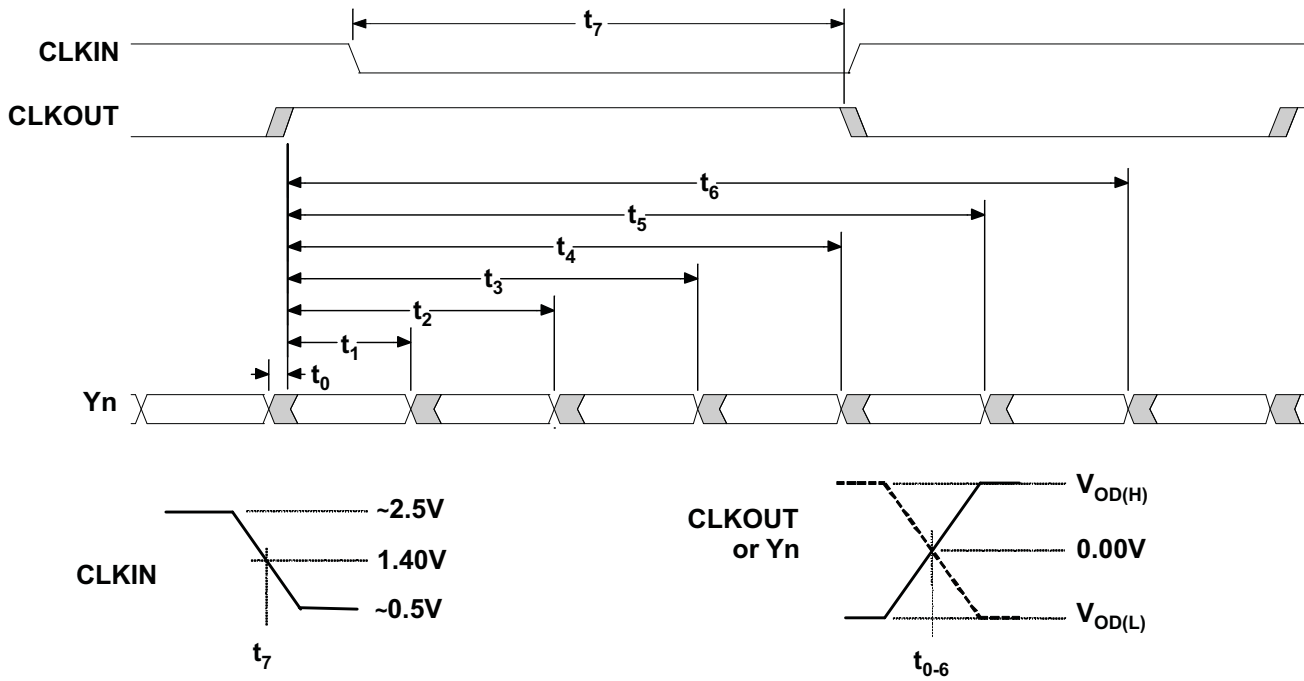 t7
CLKIN
CLKOUT
t6
t5
t4
t3
t2
t1
t0
Yn
~2.5V
1.40V
~0.5V
CLKIN
t7
CLKOUT
or Yn
VOD(H)
0.00V
VOD(L)
t0-6